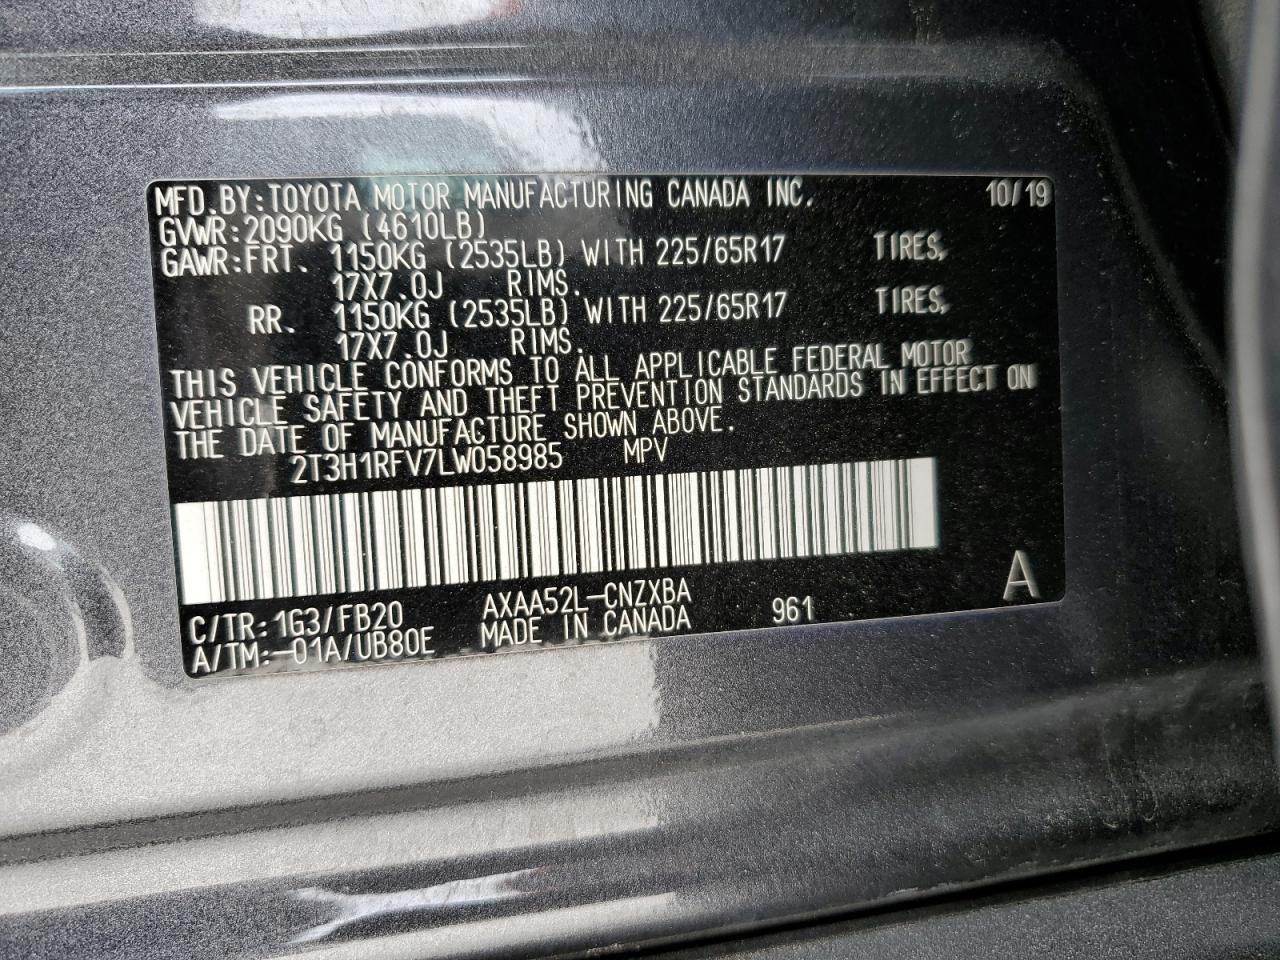 MFD.BY:TOYOTA MOTOR MANUFACTURING CANADA INC. 10/19
GVWR:2090KG (4610LB)
GAWR:FRT. 1150KG (2535LB) WITH 225/65R17 TIRES,
17X7.0J RIMS.
RR. 1150KG (2535LB) WITH 225/65R17 TIRES,
17X7.0J RIMS.
THIS VEHICLE CONFORMS TO ALL APPLICABLE FEDERAL MOTOR
VEHICLE SAFETY AND THEFT PREVENTION STANDARDS IN EFFECT ON
THE DATE OF MANUFACTURE SHOWN ABOVE.
2T3H1RFV7LW058985 MPV
C/TR:1G3/FB20 AXAA52L-CNZXBA 961 A
A/TM:-01A/UB80E MADE IN CANADA